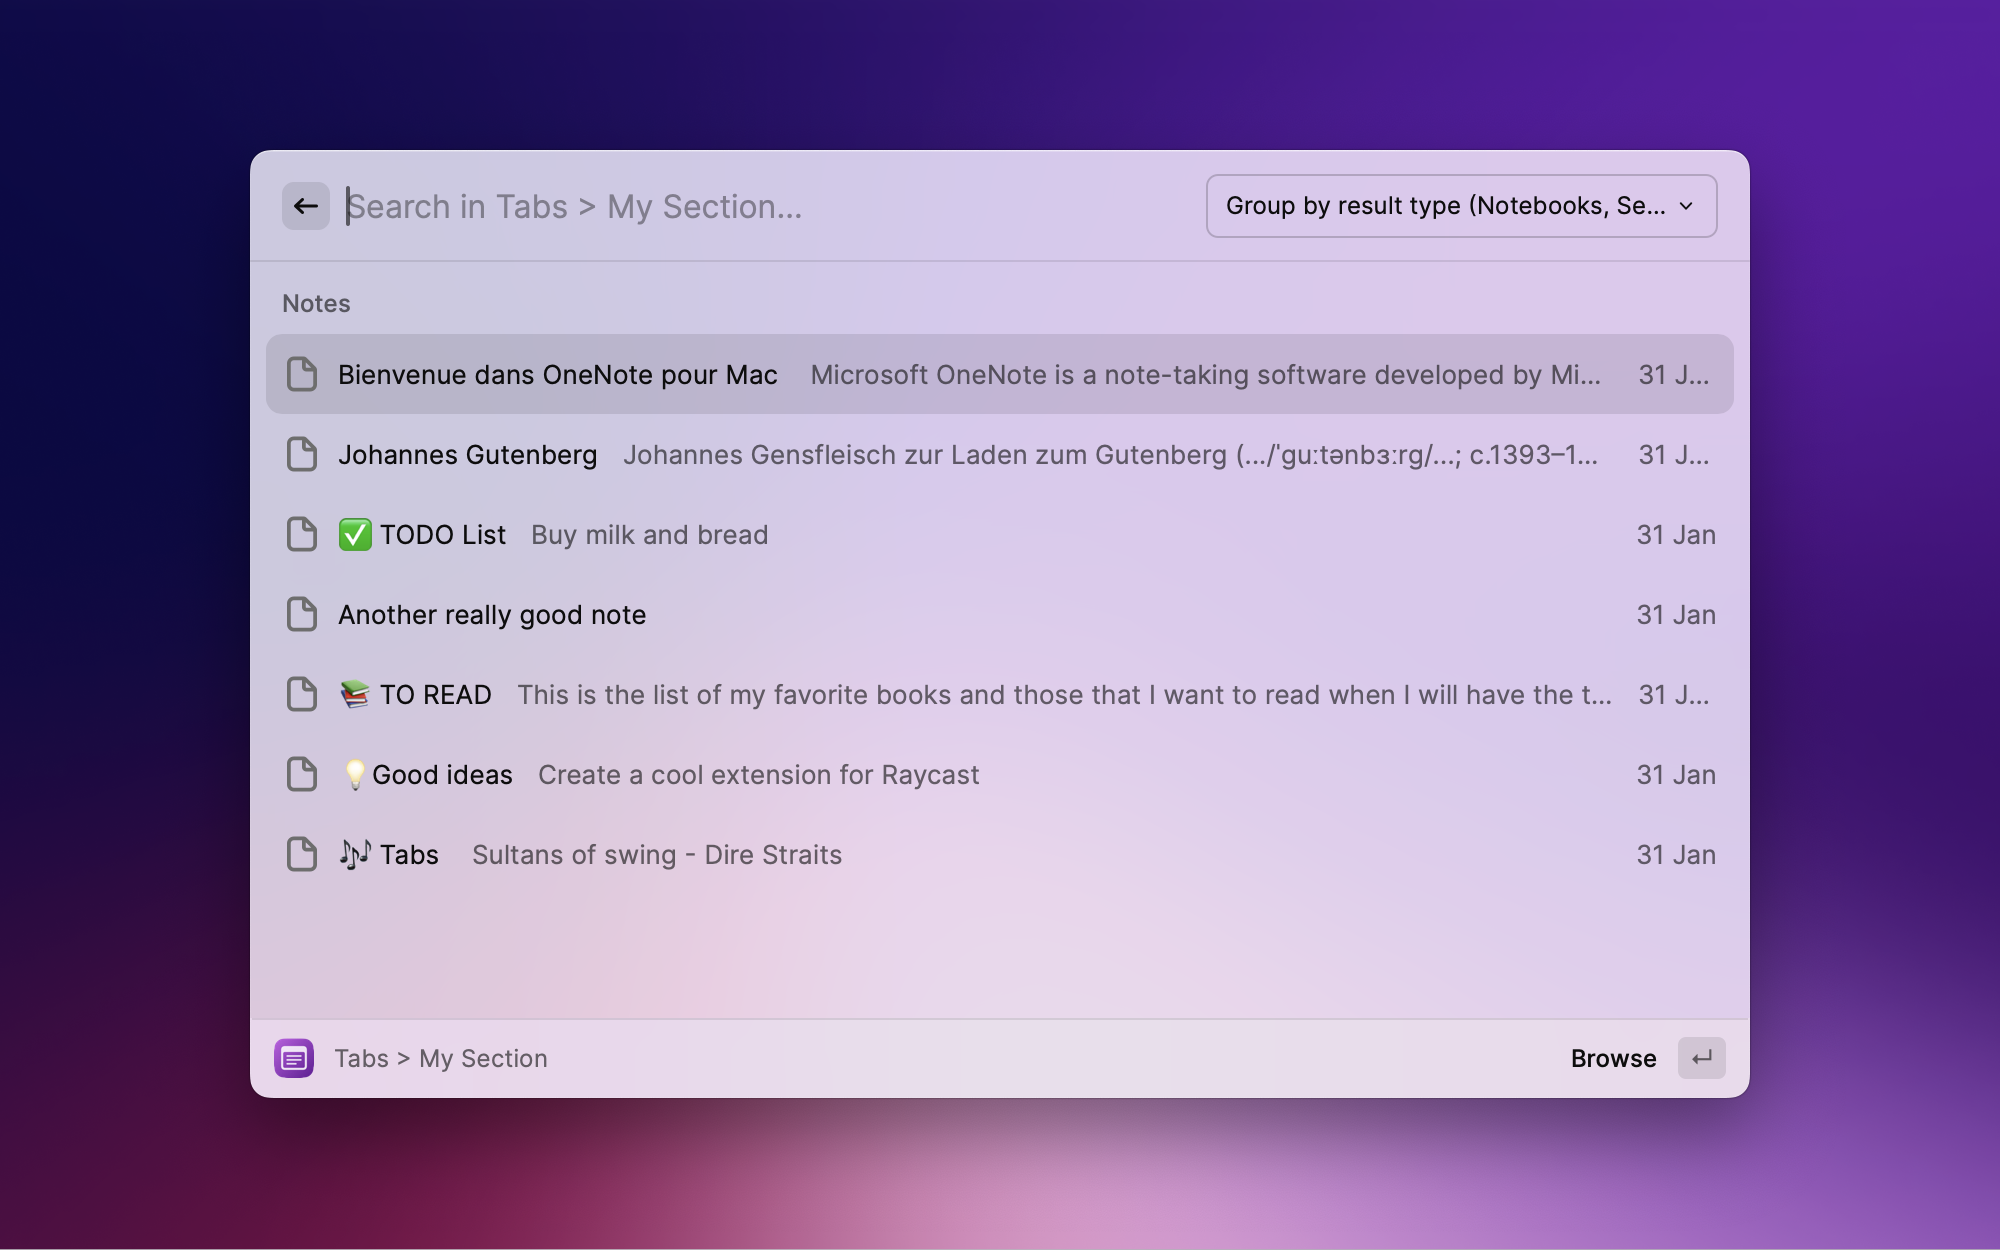 Search in Tabs > My Section...
Group by result type (Notebooks, Se...
Notes
Bienvenue dans OneNote pour Mac Microsoft OneNote is a note-taking software developed by Mi... 31 J...
Johannes Gutenberg Johannes Gensfleisch zur Laden zum Gutenberg (.../ˈɡuːtənbɜːrɡ/...; c.1393–1... 31 J...
✅ TODO List Buy milk and bread 31 Jan
Another really good note 31 Jan
📚 TO READ This is the list of my favorite books and those that I want to read when I will have the t... 31 J...
💡Good ideas Create a cool extension for Raycast 31 Jan
🎶 Tabs Sultans of swing - Dire Straits 31 Jan
Tabs > My Section
Browse